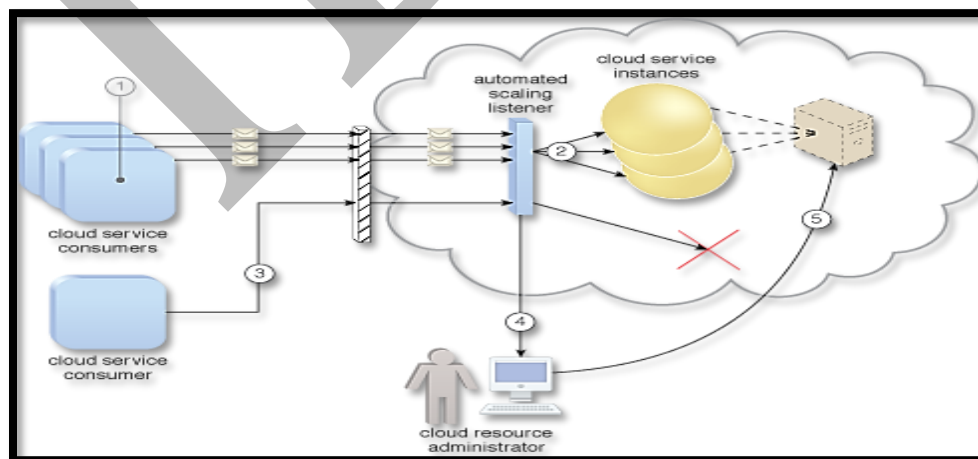 cloud service
instances
automated
scaling
listener
1
2
5
cloud service
consumers
3
4
cloud service
consumer
cloud resource
administrator